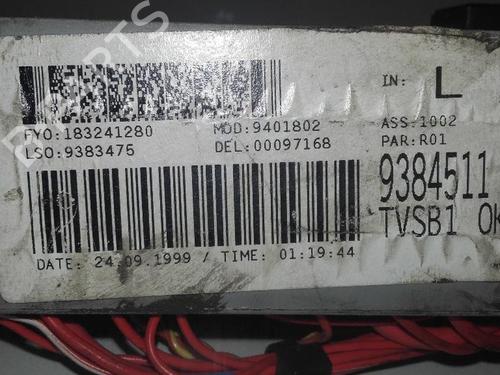 IN: L
FYO:183241280 MOD:9401802 ASS:1002
LSO:9383475 DEL:00097168 PAR:R01
9384511
TVSB1 OK
DATE: 24.09.1999 / TIME: 01:19:44